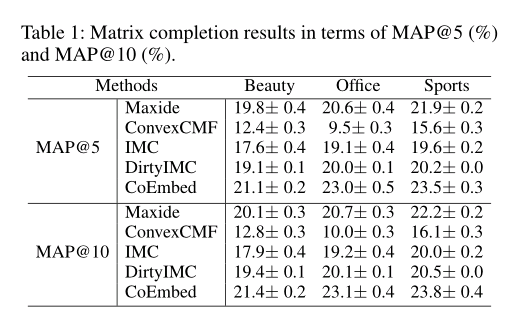 Table 1: Matrix completion results in terms of MAP@5 (%)
and MAP@10 (%).
Methods Beauty Office Sports
Maxide 19.8± 0.4 20.6± 0.4 21.9± 0.2
ConvexCMF 12.4± 0.3 9.5± 0.3 15.6± 0.3
MAP@5 IMC 17.6± 0.4 19.1± 0.4 19.6± 0.2
DirtyIMC 19.1± 0.1 20.0± 0.1 20.2± 0.0
CoEmbed 21.1± 0.2 23.0± 0.5 23.5± 0.3
Maxide 20.1± 0.3 20.7± 0.3 22.2± 0.2
ConvexCMF 12.8± 0.3 10.0± 0.3 16.1± 0.3
MAP@10 IMC 17.9± 0.4 19.2± 0.4 20.0± 0.2
DirtyIMC 19.4± 0.1 20.1± 0.1 20.5± 0.0
CoEmbed 21.4± 0.2 23.1± 0.4 23.8± 0.4